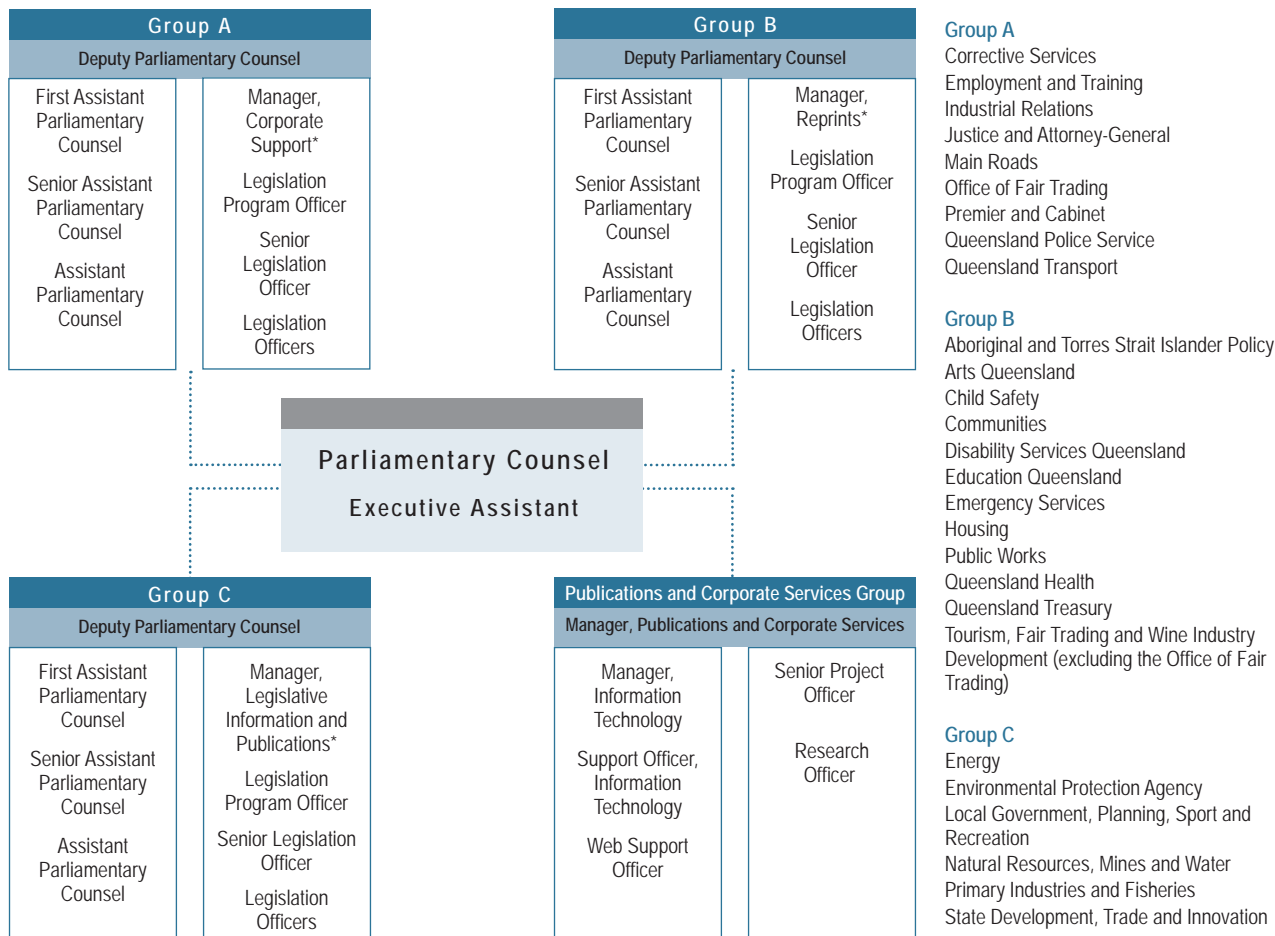 Group A
Deputy Parliamentary Counsel
First Assistant
Parliamentary
Counsel
Senior Assistant
Parliamentary
Counsel
Assistant
Parliamentary
Counsel
Manager,
Corporate
Support*
Legislation
Program Officer
Senior
Legislation
Officer
Legislation
Officers
Group B
Deputy Parliamentary Counsel
First Assistant
Parliamentary
Counsel
Senior Assistant
Parliamentary
Counsel
Assistant
Parliamentary
Counsel
Manager,
Reprints*
Legislation
Program Officer
Senior
Legislation
Officer
Legislation
Officers
Parliamentary Counsel
Executive Assistant
Group C
Deputy Parliamentary Counsel
First Assistant
Parliamentary
Counsel
Senior Assistant
Parliamentary
Counsel
Assistant
Parliamentary
Counsel
Manager,
Legislative
Information and
Publications*
Legislation
Program Officer
Senior Legislation
Officer
Legislation
Officers
Publications and Corporate Services Group
Manager, Publications and Corporate Services
Manager,
Information
Technology
Support Officer,
Information
Technology
Web Support
Officer
Senior Project
Officer
Research
Officer
Group A
Corrective Services
Employment and Training
Industrial Relations
Justice and Attorney-General
Main Roads
Office of Fair Trading
Premier and Cabinet
Queensland Police Service
Queensland Transport
Group B
Aboriginal and Torres Strait Islander Policy
Arts Queensland
Child Safety
Communities
Disability Services Queensland
Education Queensland
Emergency Services
Housing
Public Works
Queensland Health
Queensland Treasury
Tourism, Fair Trading and Wine Industry
Development (excluding the Office of Fair
Trading)
Group C
Energy
Environmental Protection Agency
Local Government, Planning, Sport and
Recreation
Natural Resources, Mines and Water
Primary Industries and Fisheries
State Development, Trade and Innovation